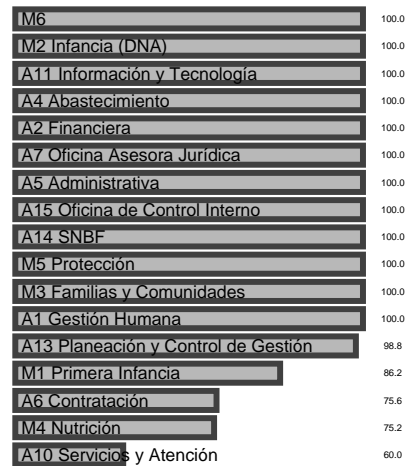 M6 100.0
M2 Infancia (DNA) 100.0
A11 Información y Tecnología 100.0
A4 Abastecimiento 100.0
A2 Financiera 100.0
A7 Oficina Asesora Jurídica 100.0
A5 Administrativa 100.0
A15 Oficina de Control Interno 100.0
A14 SNBF 100.0
M5 Protección 100.0
M3 Familias y Comunidades 100.0
A1 Gestión Humana 100.0
A13 Planeación y Control de Gestión 98.8
M1 Primera Infancia 86.2
A6 Contratación 75.6
M4 Nutrición 75.2
A10 Servicios y Atención 60.0